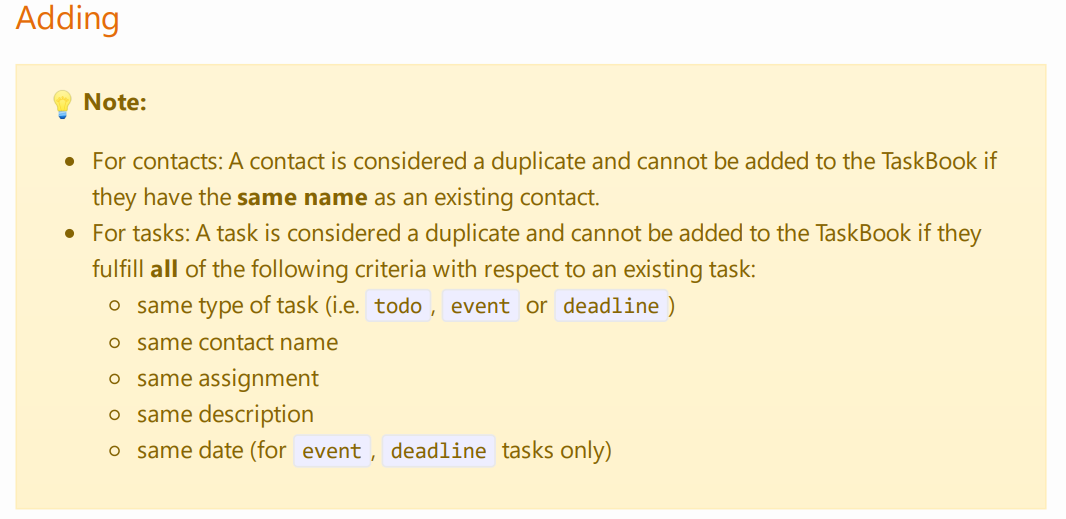 Adding
💡 Note:
• For contacts: A contact is considered a duplicate and cannot be added to the TaskBook if
they have the same name as an existing contact.
• For tasks: A task is considered a duplicate and cannot be added to the TaskBook if they
fulfill all of the following criteria with respect to an existing task:
○ same type of task (i.e. todo, event or deadline)
○ same contact name
○ same assignment
○ same description
○ same date (for event, deadline tasks only)